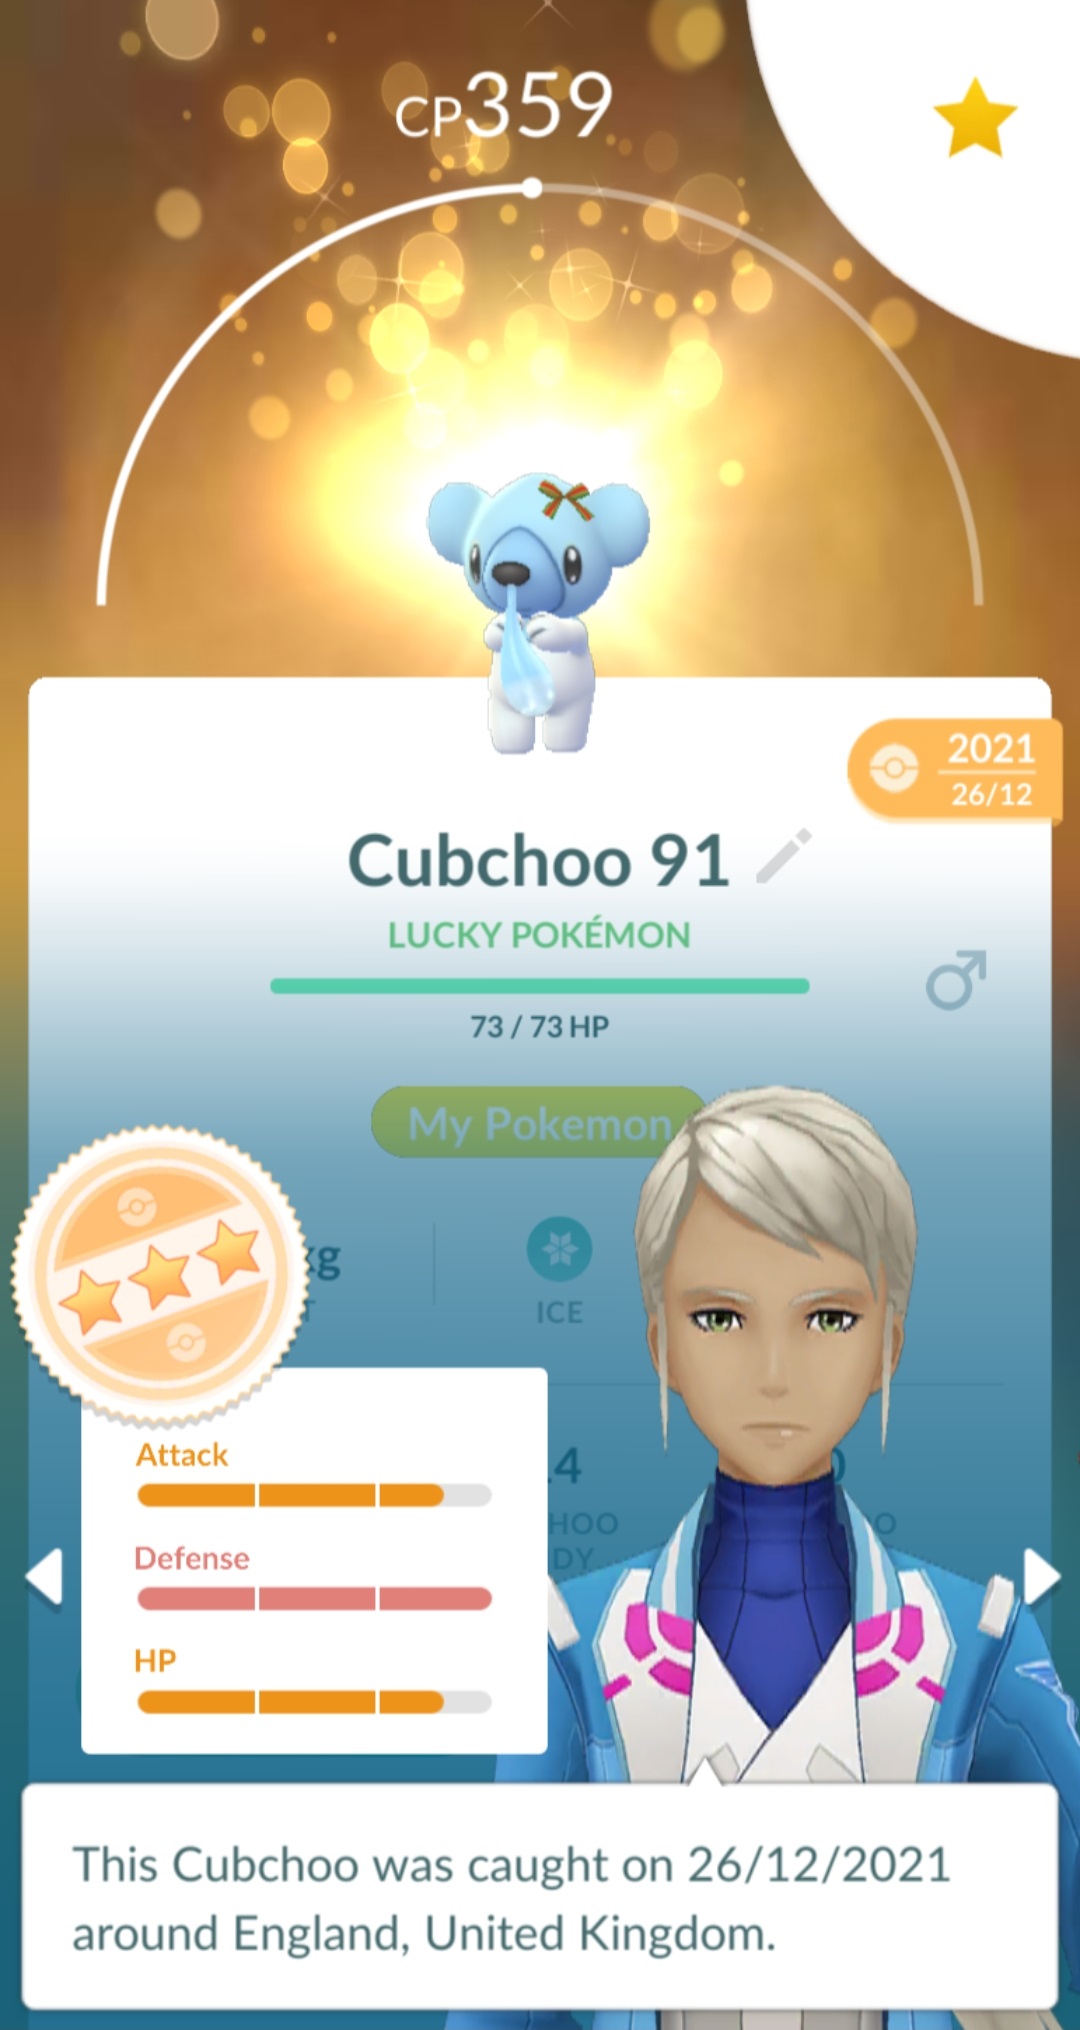 CP359
2021
26/12
Cubchoo 91
LUCKY POKÉMON
73 / 73 HP
My Pokemon
ICE
Attack
Defense
HP
This Cubchoo was caught on 26/12/2021
around England, United Kingdom.